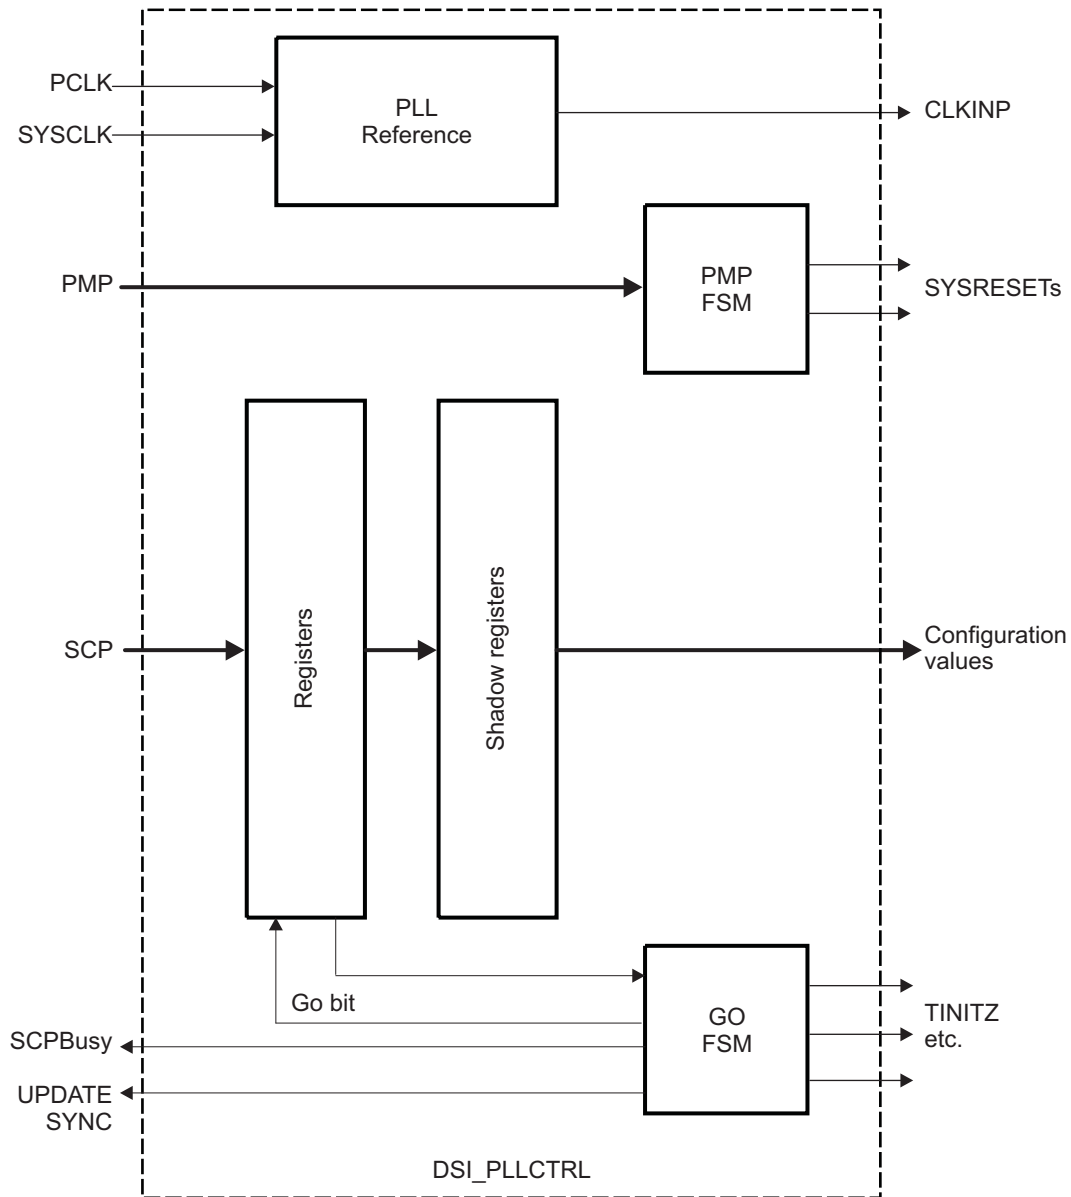 PCLK
SYSCLK
PLL
Reference
CLKINP
PMP
PMP
FSM
SYSRESETs
SCP
Registers
Shadow registers
Configuration
values
Go bit
GO
FSM
TINITZ
etc.
SCPBusy
UPDATE
SYNC
DSI_PLLCTRL